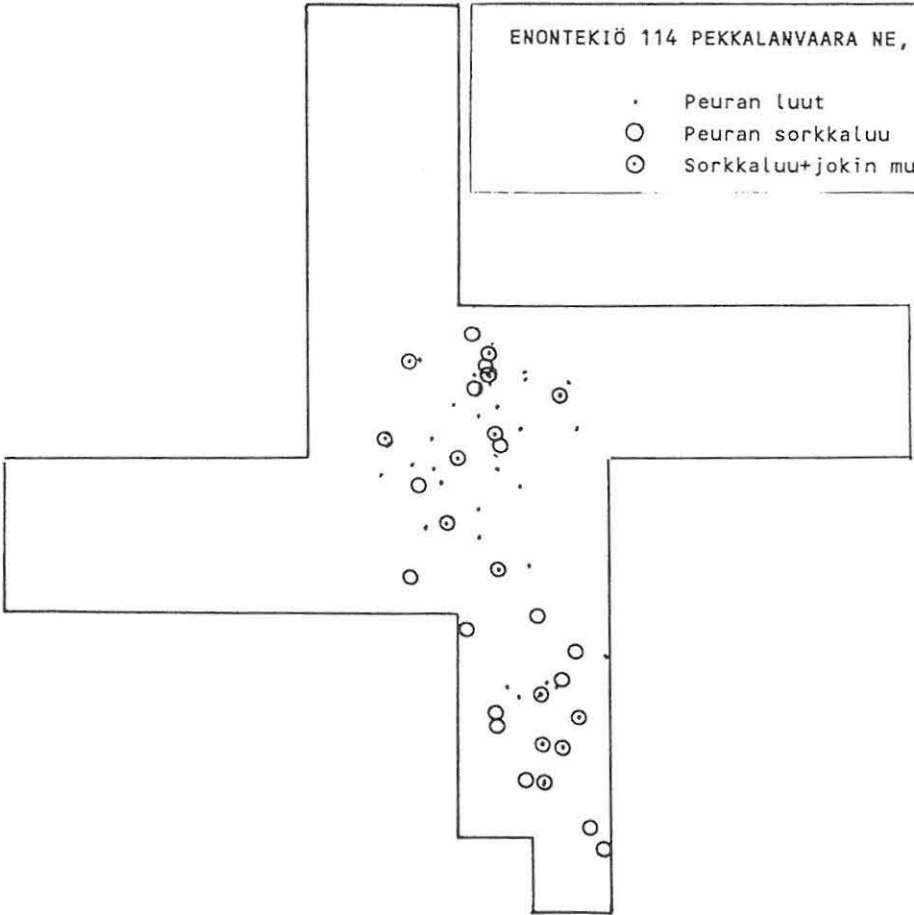 ENONTEKIÖ 114 PEKKALANVAARA NE,
Peuran luut
Peuran sorkkaluu
Sorkkaluu+jokin mu